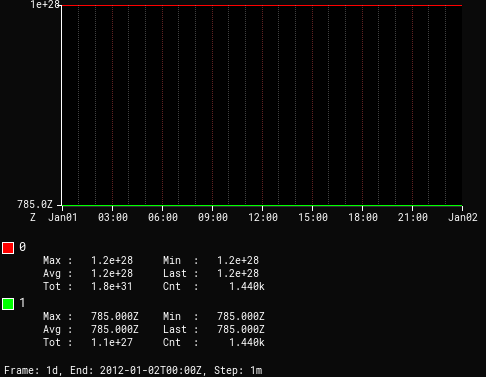 1e+28
785.0Z
Z Jan01 03:00 06:00 09:00 12:00 15:00 18:00 21:00 Jan02
0
Max : 1.2e+28 Min : 1.2e+28
Avg : 1.2e+28 Last : 1.2e+28
Tot : 1.8e+31 Cnt : 1.440k
1
Max : 785.000Z Min : 785.000Z
Avg : 785.000Z Last : 785.000Z
Tot : 1.1e+27 Cnt : 1.440k
Frame: 1d, End: 2012-01-02T00:00Z, Step: 1m